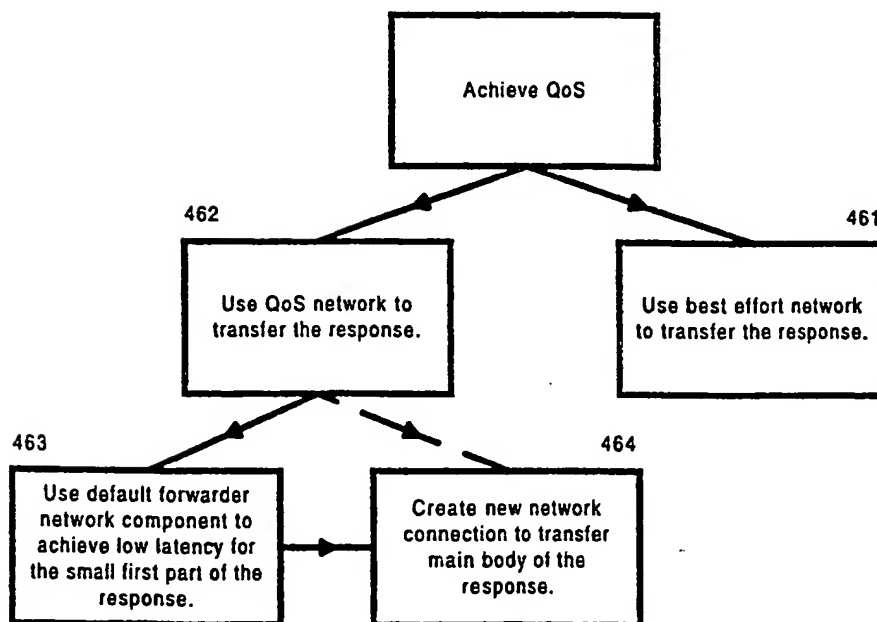 Achieve QoS
462
461
Use QoS network to
transfer the response.
Use best effort network
to transfer the response.
463
464
Use default forwarder
network component to
achieve low latency for
the small first part of the
response.
Create new network
connection to transfer
main body of the
response.